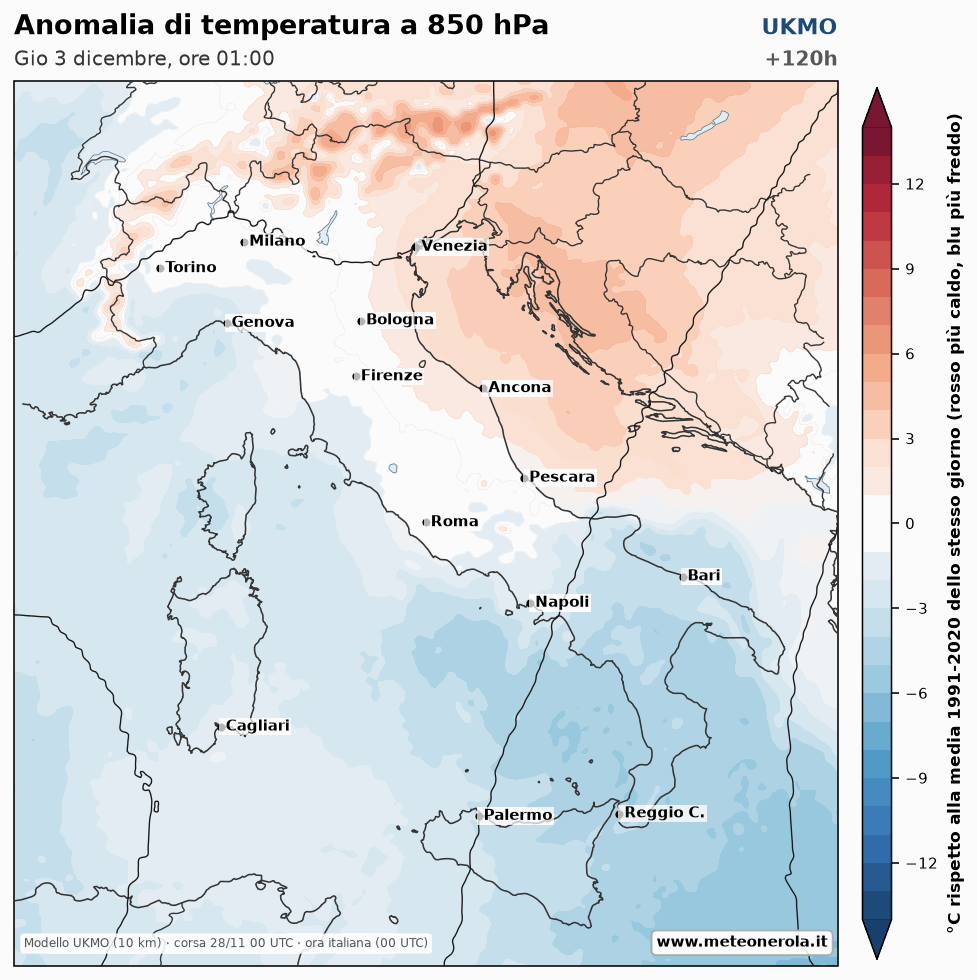 Anomalia di temperatura a 850 hPa
UKMO
Gio 3 dicembre, ore 01:00
+120h
Milano
Venezia
Torino
Genova
Bologna
Firenze
Ancona
Pescara
Roma
Bari
Napoli
Cagliari
Palermo
Reggio C.
12
9
6
3
0
−3
−6
−9
−12
°C rispetto alla media 1991-2020 dello stesso giorno (rosso più caldo, blu più freddo)
Modello UKMO (10 km) · corsa 28/11 00 UTC · ora italiana (00 UTC)
www.meteonerola.it